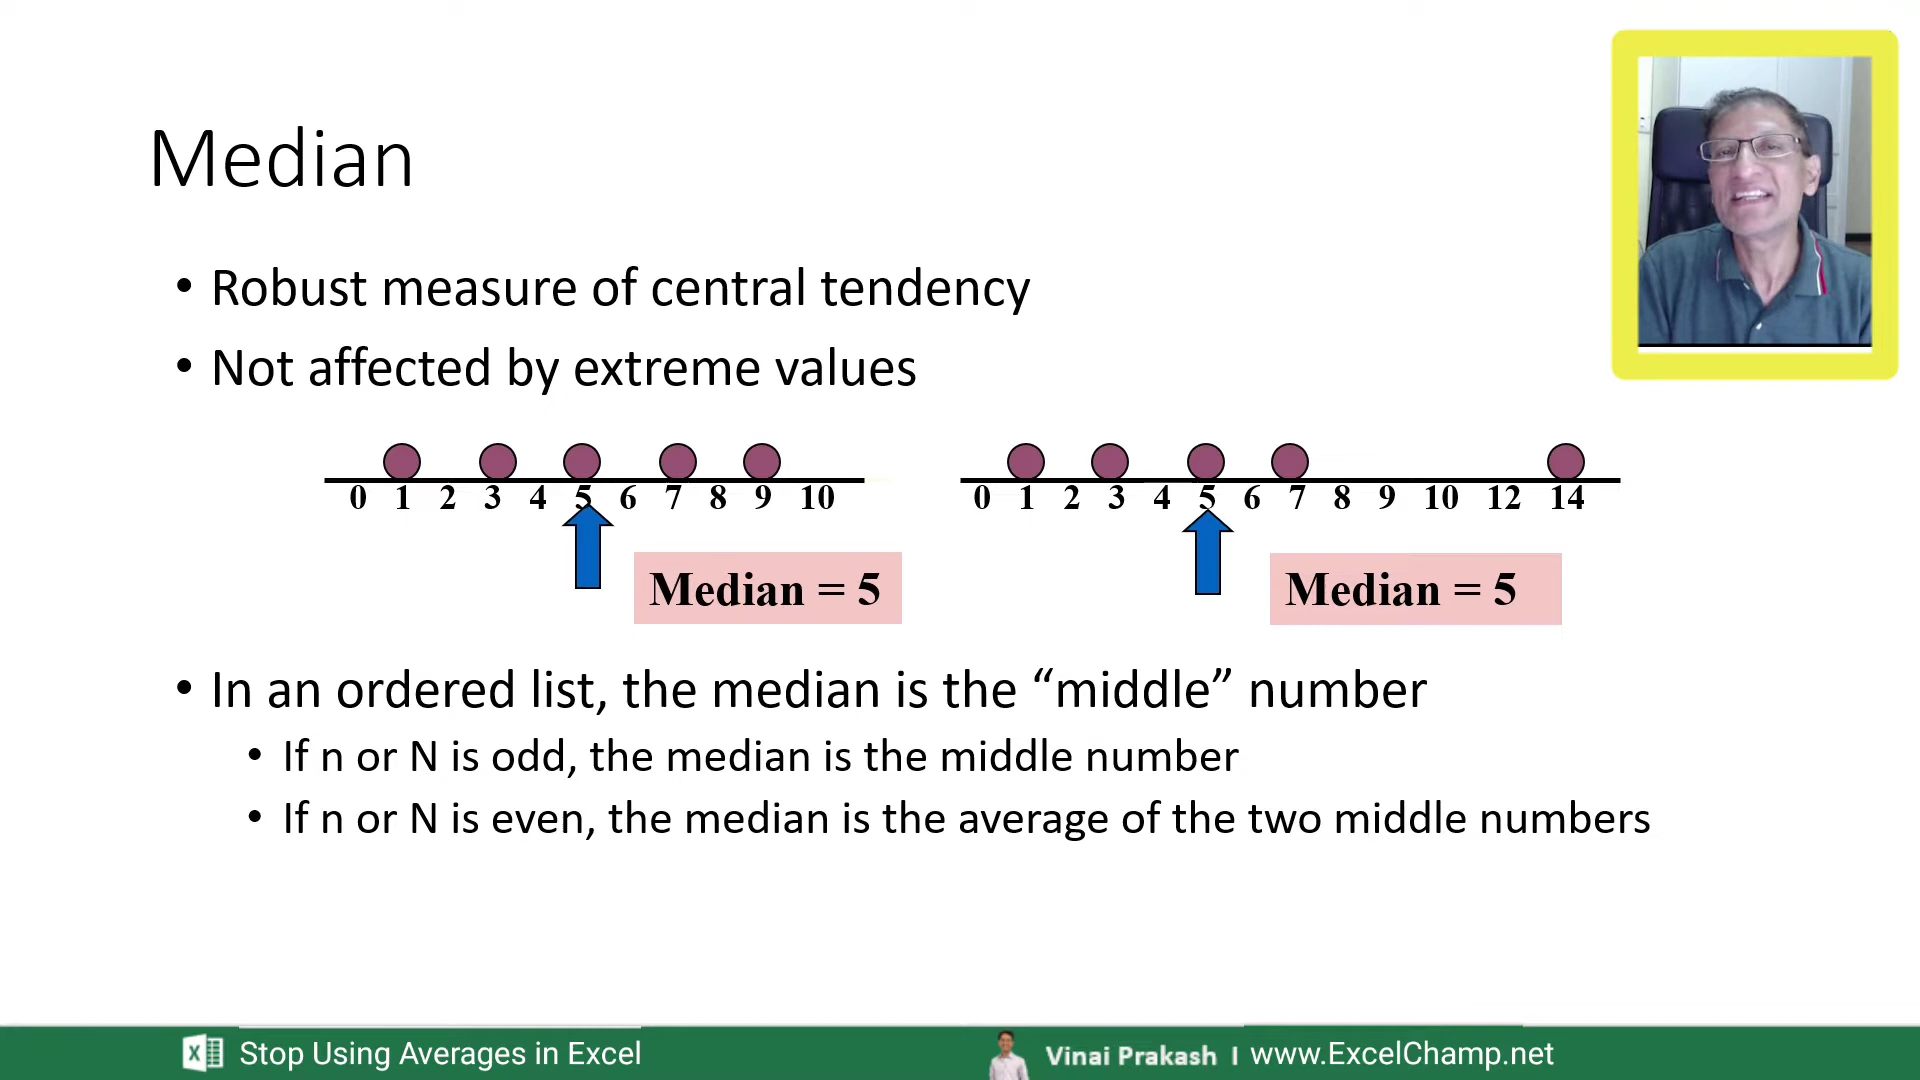 Median
• Robust measure of central tendency
• Not affected by extreme values
0 1 2 3 4 5 6 7 8 9 10
0 1 2 3 4 5 6 7 8 9 10 12 14
Median = 5
Median = 5
• In an ordered list, the median is the “middle” number
• If n or N is odd, the median is the middle number
• If n or N is even, the median is the average of the two middle numbers
Stop Using Averages in Excel
Vinai Prakash I www.ExcelChamp.net